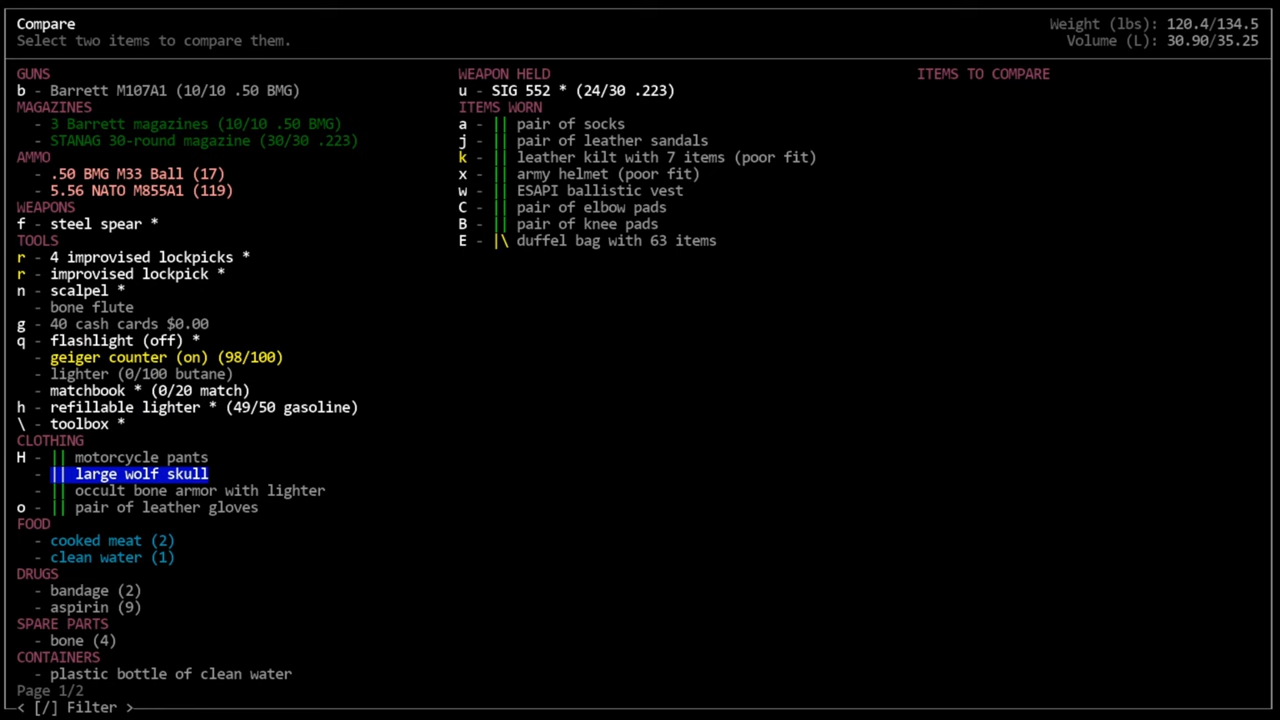 Compare
Select two items to compare them.
Weight (lbs): 120.4/134.5
Volume (L): 30.90/35.25
GUNS
b - Barrett M107A1 (10/10 .50 BMG)
MAGAZINES
- 3 Barrett magazines (10/10 .50 BMG)
- STANAG 30-round magazine (30/30 .223)
AMMO
- .50 BMG M33 Ball (17)
- 5.56 NATO M855A1 (119)
WEAPONS
f - steel spear *
TOOLS
r - 4 improvised lockpicks *
r - improvised lockpick *
n - scalpel *
- bone flute
g - 40 cash cards $0.00
q - flashlight (off) *
- geiger counter (on) (98/100)
- lighter (0/100 butane)
- matchbook * (0/20 match)
h - refillable lighter * (49/50 gasoline)
\ - toolbox *
CLOTHING
H - || motorcycle pants
- || large wolf skull
- || occult bone armor with lighter
o - || pair of leather gloves
FOOD
- cooked meat (2)
- clean water (1)
DRUGS
- bandage (2)
- aspirin (9)
SPARE PARTS
- bone (4)
CONTAINERS
- plastic bottle of clean water
Page 1/2
< [/] Filter >
WEAPON HELD
u - SIG 552 * (24/30 .223)
ITEMS WORN
a - || pair of socks
j - || pair of leather sandals
k - || leather kilt with 7 items (poor fit)
x - || army helmet (poor fit)
w - || ESAPI ballistic vest
C - || pair of elbow pads
B - || pair of knee pads
E - |\ duffel bag with 63 items
ITEMS TO COMPARE